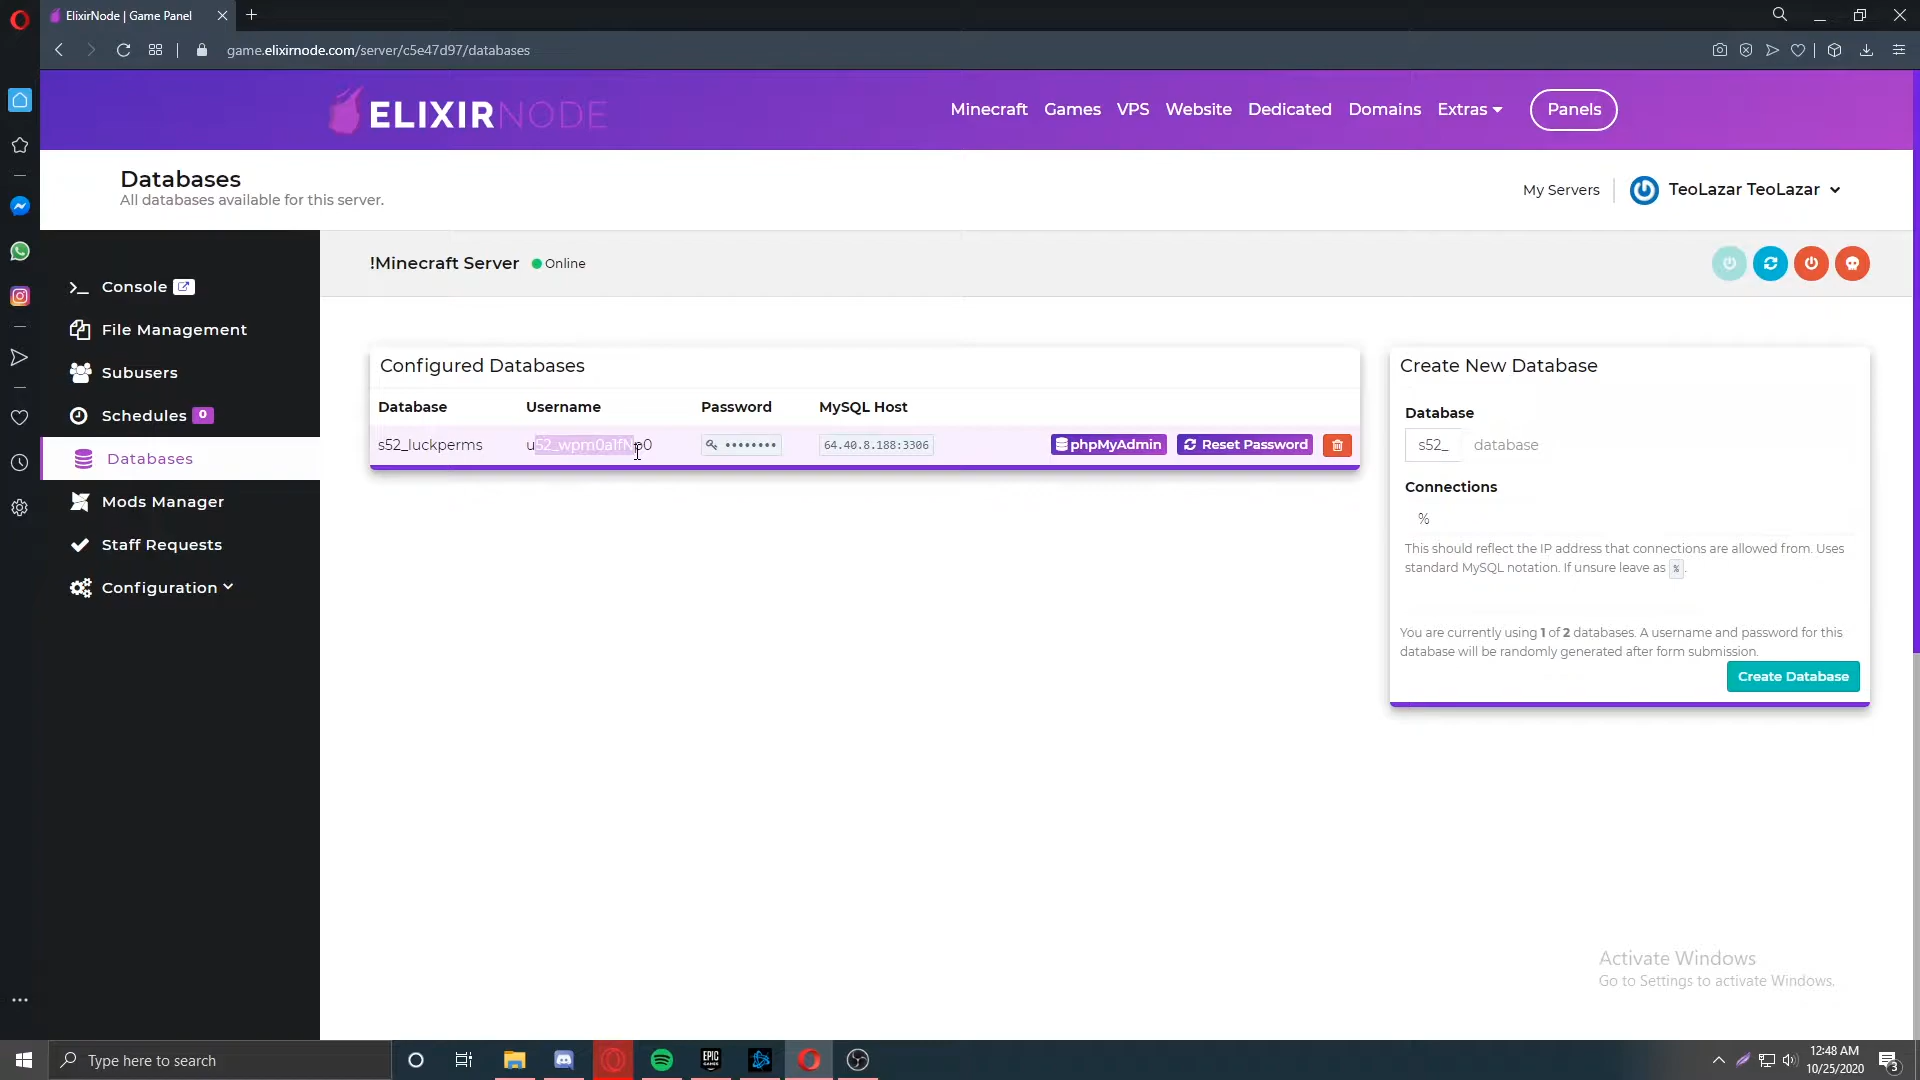 ElixirNode | Game Panel
game.elixirnode.com/server/c5e47d97/databases
ELIXIRNODE
Minecraft Games VPS Website Dedicated Domains Extras Panels
Databases
All databases available for this server.
My Servers TeoLazar TeoLazar
!Minecraft Server Online
Console
File Management
Subusers
Schedules 0
Databases
Mods Manager
Staff Requests
Configuration
Configured Databases
Database Username Password MySQL Host
s52_luckperms •••••••• 64.40.8.188:3306 phpMyAdmin Reset Password
Create New Database
Database
s52_ database
Connections
%
This should reflect the IP address that connections are allowed from. Uses
standard MySQL notation. If unsure leave as %.
You are currently using 1 of 2 databases. A username and password for this
database will be randomly generated after form submission.
Create Database
Activate Windows
Go to Settings to activate Windows.
Type here to search
EPIC
GAMES
12:48 AM
10/25/2020
3